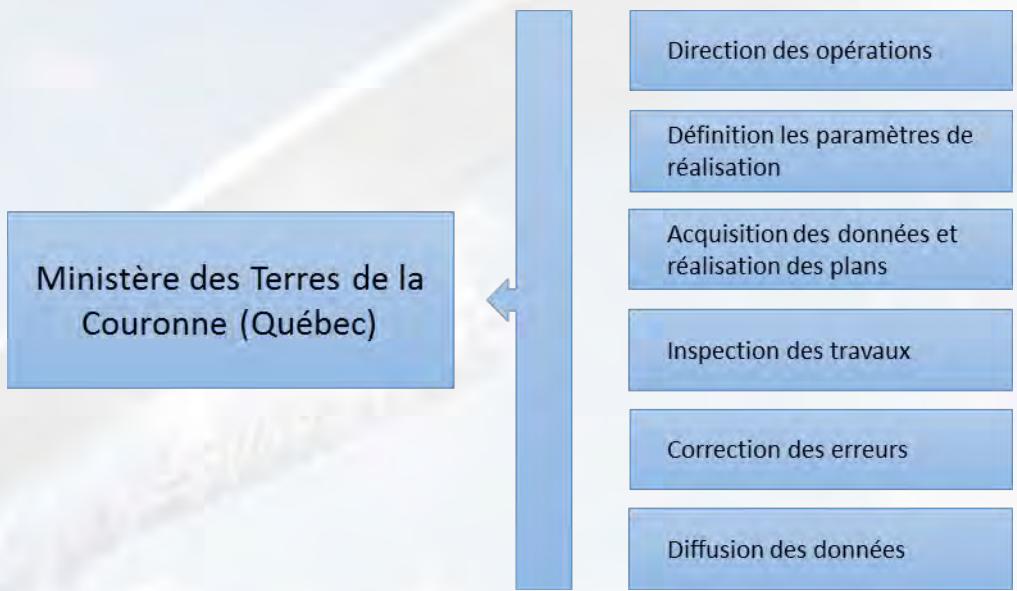 Ministère des Terres de la
Couronne (Québec)
Direction des opérations
Définition les paramètres de
réalisation
Acquisition des données et
réalisation des plans
Inspection des travaux
Correction des erreurs
Diffusion des données